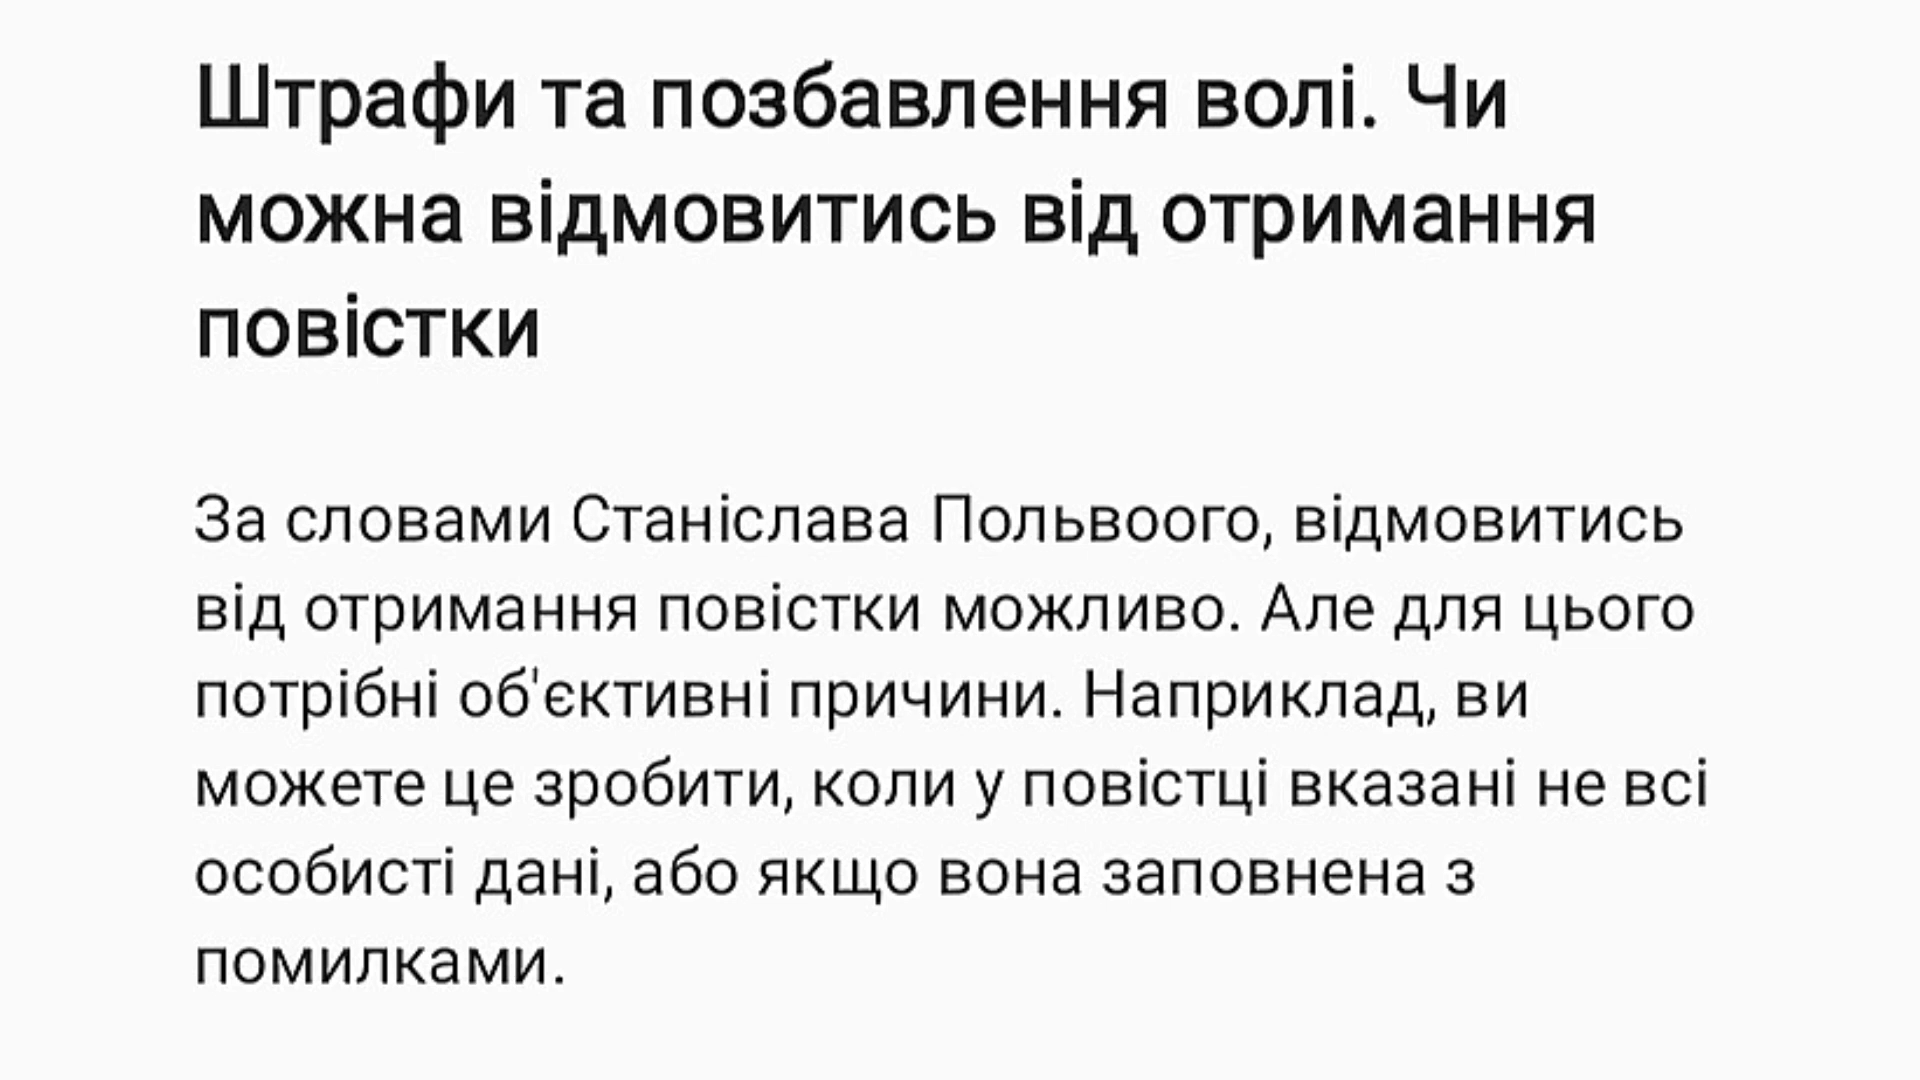 Штрафи та позбавлення волі. Чи
можна відмовитись від отримання
повістки
За словами Станіслава Польвоого, відмовитись
від отримання повістки можливо. Але для цього
потрібні об'єктивні причини. Наприклад, ви
можете це зробити, коли у повістці вказані не всі
особисті дані, або якщо вона заповнена з
помилками.